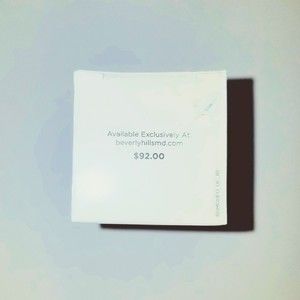 Available Exclusively At
beverlyhillsmd.com
$92.00